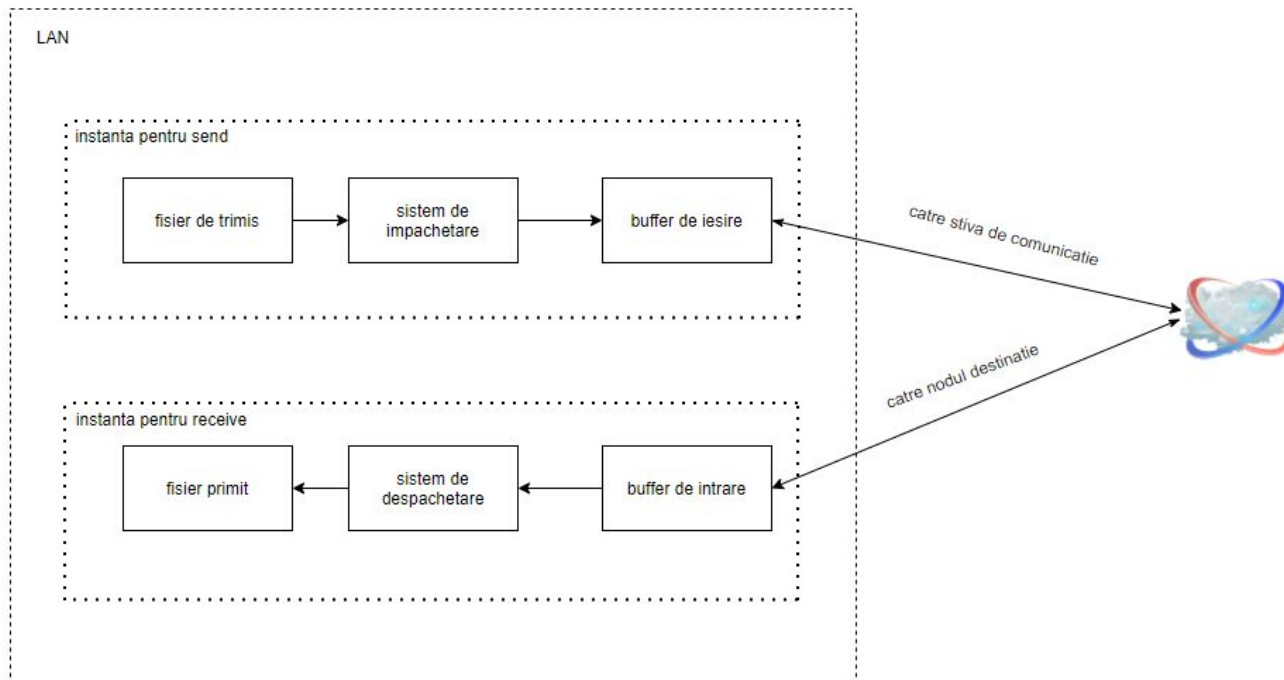 LAN
instanta pentru send
fisier de trimis
sistem de
impachetare
buffer de iesire
catre stiva de comunicatie
catre nodul destinatie
instanta pentru receive
fisier primit
sistem de
despachetare
buffer de intrare